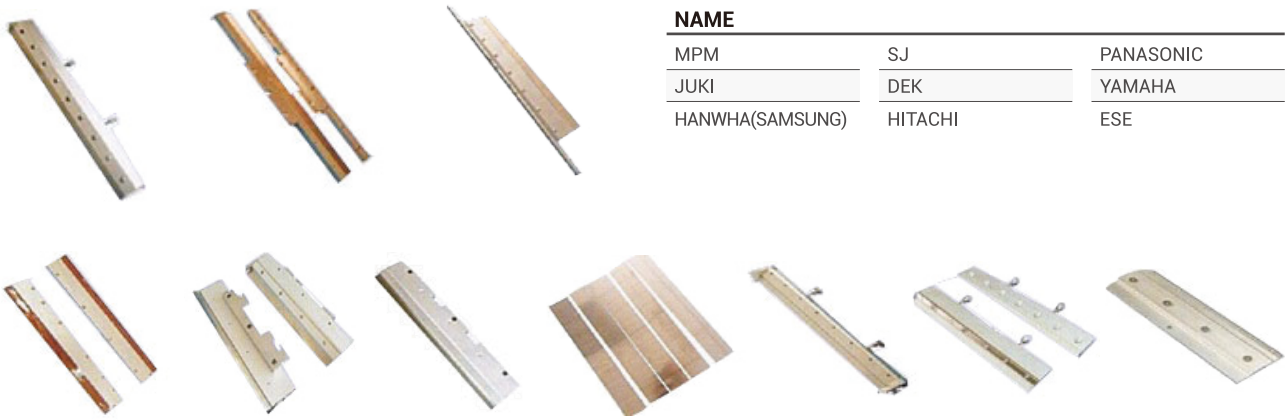 NAME
MPM SJ PANASONIC
JUKI DEK YAMAHA
HANWHA(SAMSUNG) HITACHI ESE